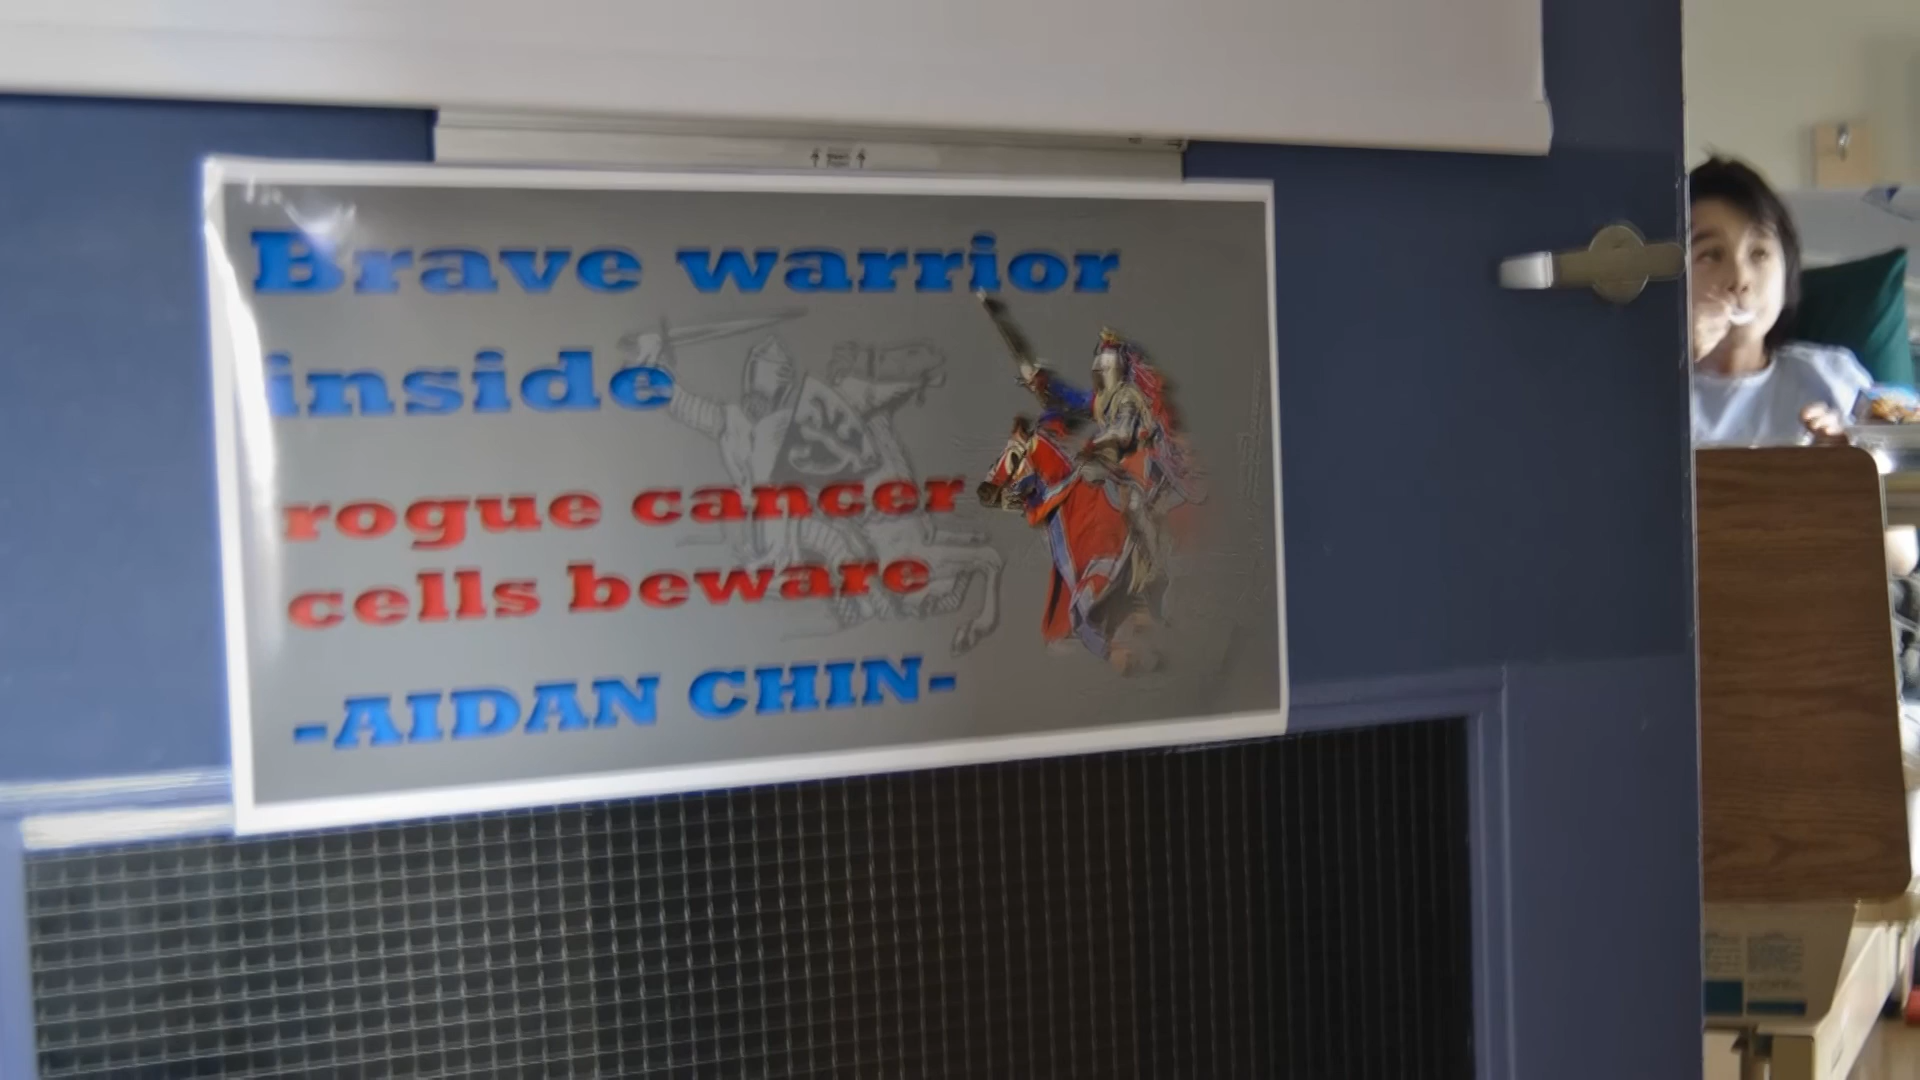 Brave warrior
inside
rogue cancer
cells beware
-AIDAN CHIN-